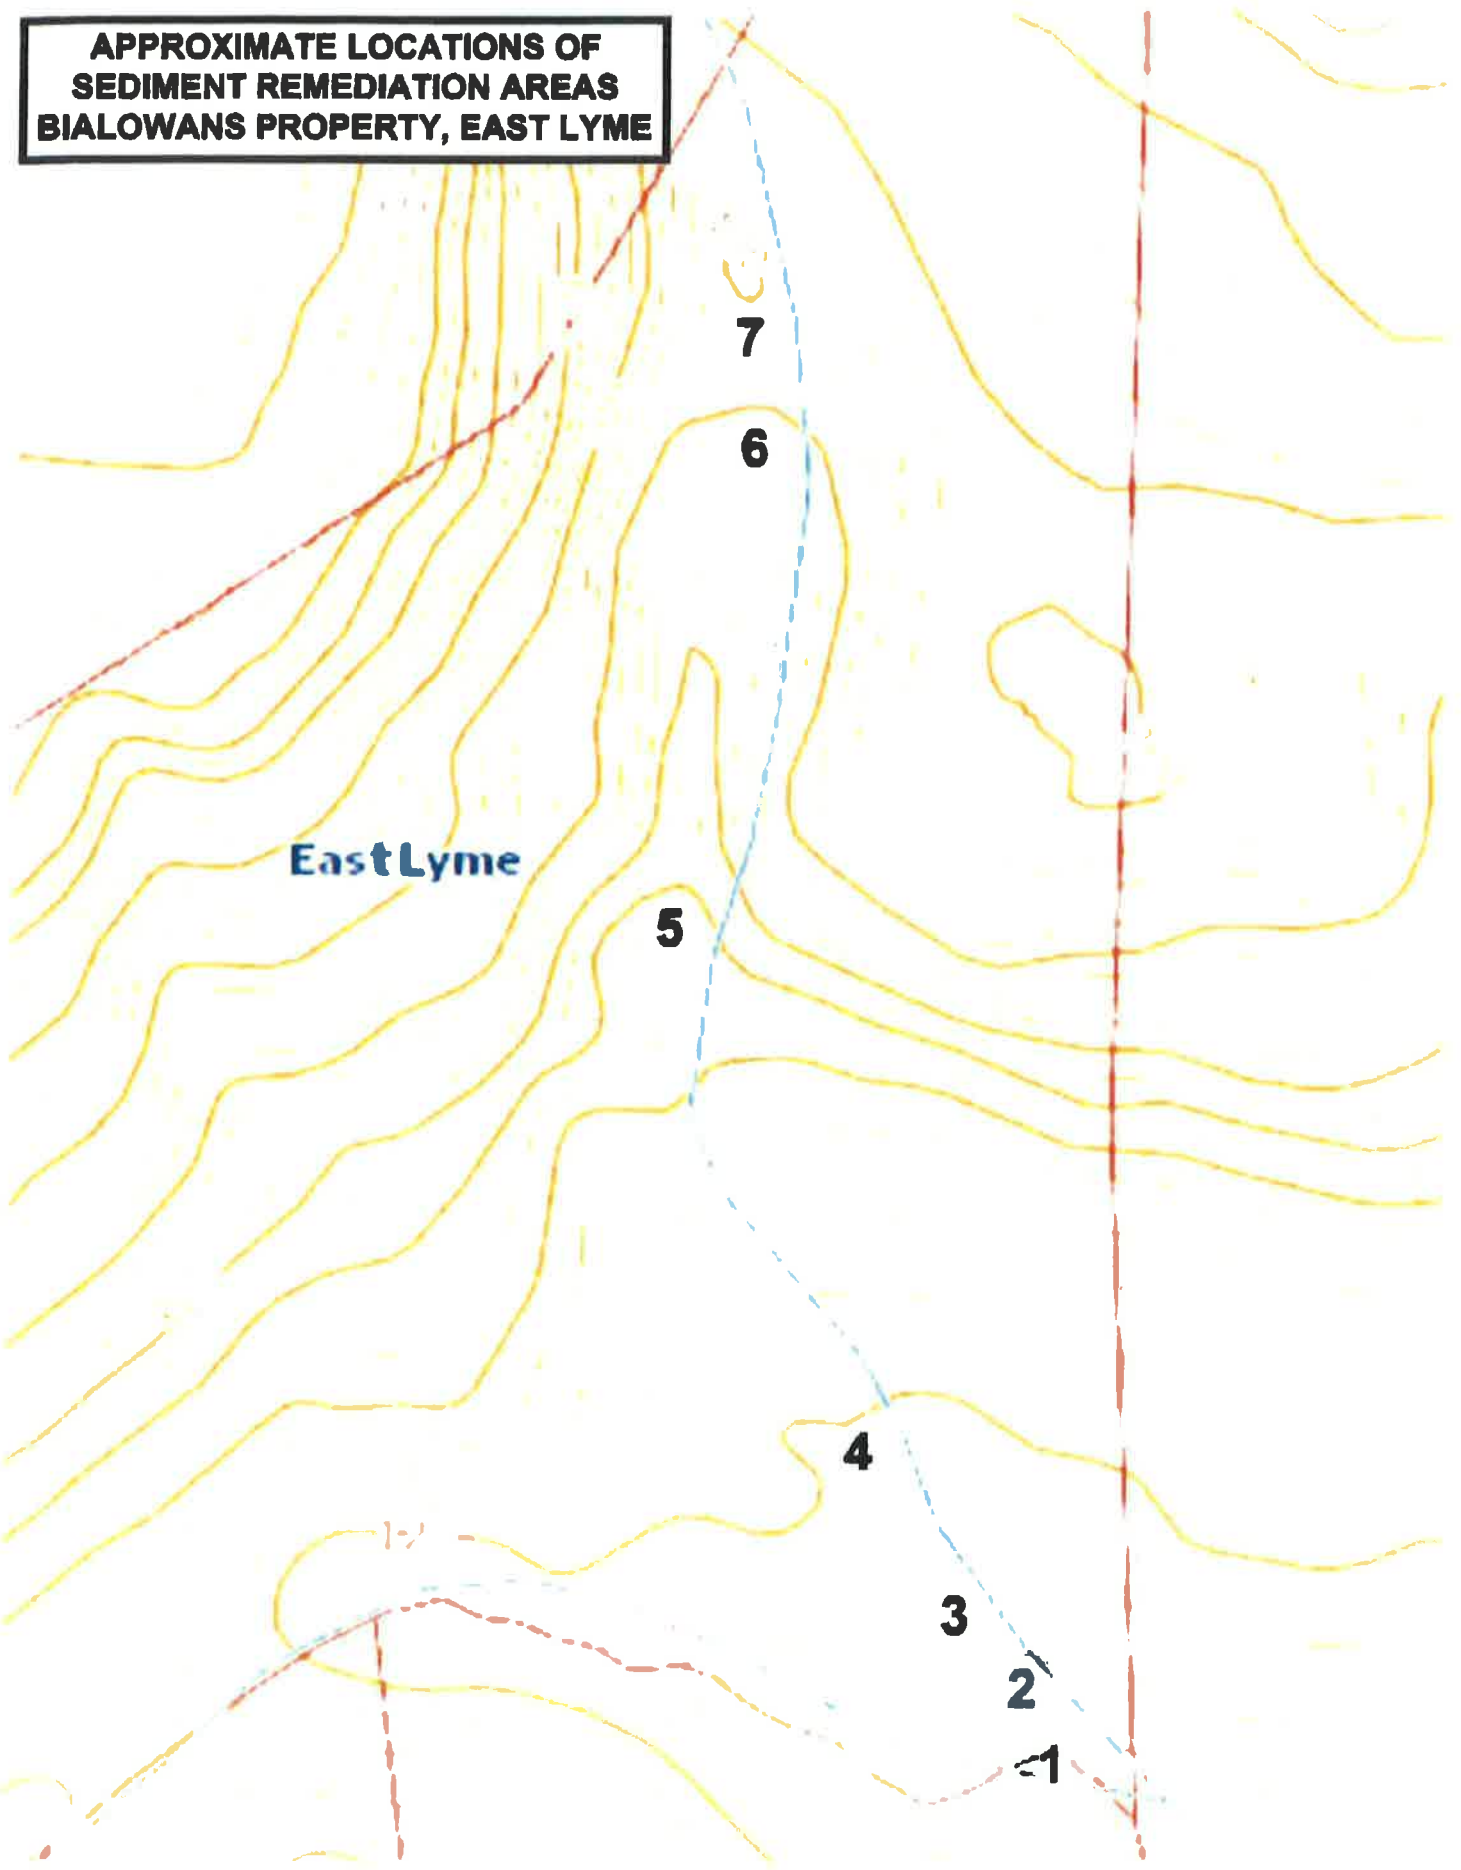 APPROXIMATE LOCATIONS OF
SEDIMENT REMEDIATION AREAS
BIALOWANS PROPERTY, EAST LYME
7
6
East Lyme
5
4
3
2
1